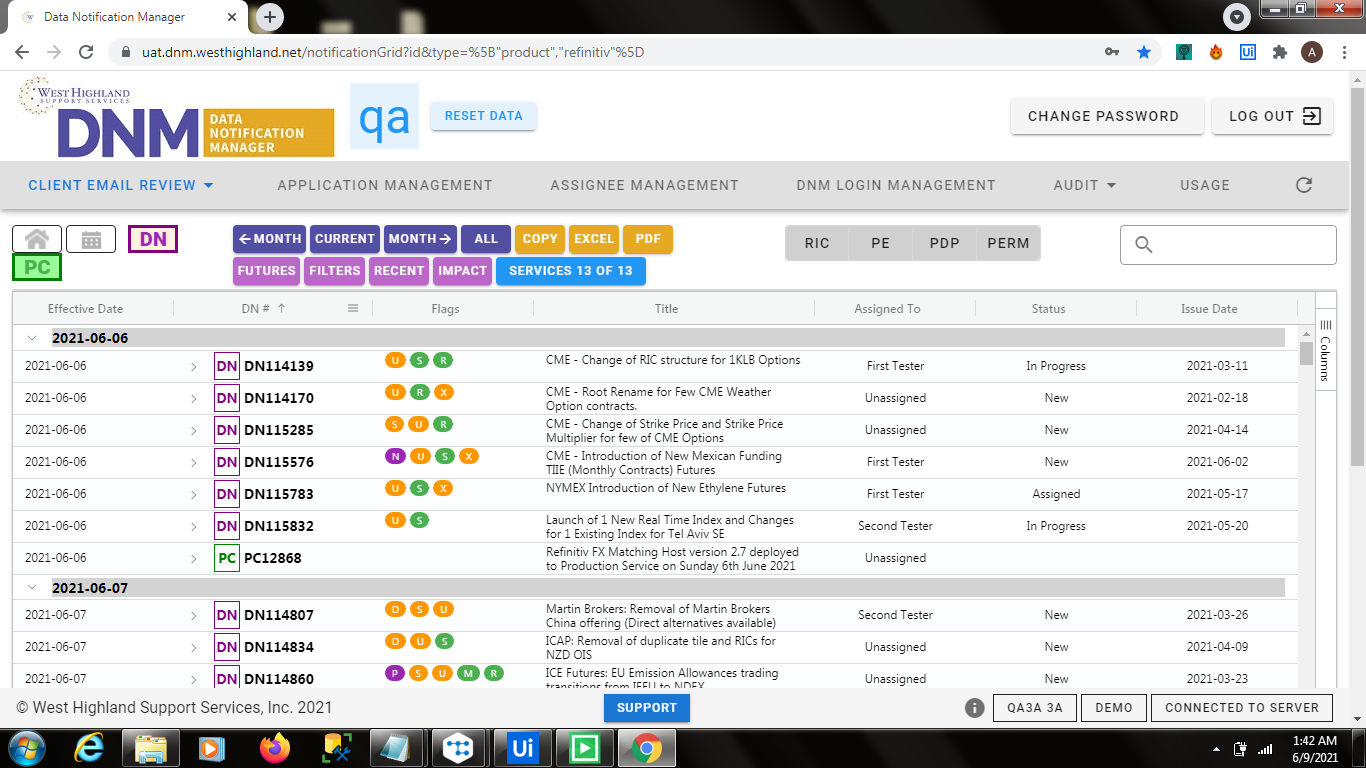 Data Notification Manager
uat.dnm.westhighland.net/notificationGrid?id&type=%5B"product","refinitiv"%5D
A
WEST HIGHLAND
SUPPORT SERVICES
DNM DATA NOTIFICATION MANAGER
qa
RESET DATA
CHANGE PASSWORD
LOG OUT
CLIENT EMAIL REVIEW APPLICATION MANAGEMENT ASSIGNEE MANAGEMENT DNM LOGIN MANAGEMENT AUDIT USAGE
DN
PC
MONTH CURRENT MONTH ALL COPY EXCEL PDF
FUTURES FILTERS RECENT IMPACT SERVICES 13 OF 13
RIC PE PDP PERM
Effective Date DN # Flags Title Assigned To Status Issue Date
Columns
2021-06-06
2021-06-06 DN DN114139 U S R CME - Change of RIC structure for 1KLB Options First Tester In Progress 2021-03-11
2021-06-06 DN DN114170 U R X CME - Root Rename for Few CME Weather Unassigned New 2021-02-18
Option contracts.
2021-06-06 DN DN115285 S U R CME - Change of Strike Price and Strike Price Unassigned New 2021-04-14
Multiplier for few of CME Options
2021-06-06 DN DN115576 N U S X CME - Introduction of New Mexican Funding First Tester New 2021-06-02
TIIE (Monthly Contracts) Futures
2021-06-06 DN DN115783 U S X NYMEX Introduction of New Ethylene Futures First Tester Assigned 2021-05-17
2021-06-06 DN DN115832 U S Launch of 1 New Real Time Index and Changes Second Tester In Progress 2021-05-20
for 1 Existing Index for Tel Aviv SE
2021-06-06 PC PC12868 Refinitiv FX Matching Host version 2.7 deployed Unassigned
to Production Service on Sunday 6th June 2021
2021-06-07
2021-06-07 DN DN114807 D S U Martin Brokers: Removal of Martin Brokers Second Tester New 2021-03-26
China offering (Direct alternatives available)
2021-06-07 DN DN114834 D U S ICAP: Removal of duplicate tile and RICs for Unassigned New 2021-04-09
NZD OIS
2021-06-07 DN DN114860 P S U M R ICE Futures: EU Emission Allowances trading Unassigned New 2021-03-23
transitions from IFEU to NDEX
© West Highland Support Services, Inc. 2021
SUPPORT
QA3A 3A
DEMO
CONNECTED TO SERVER
Ui
1:42 AM
6/9/2021